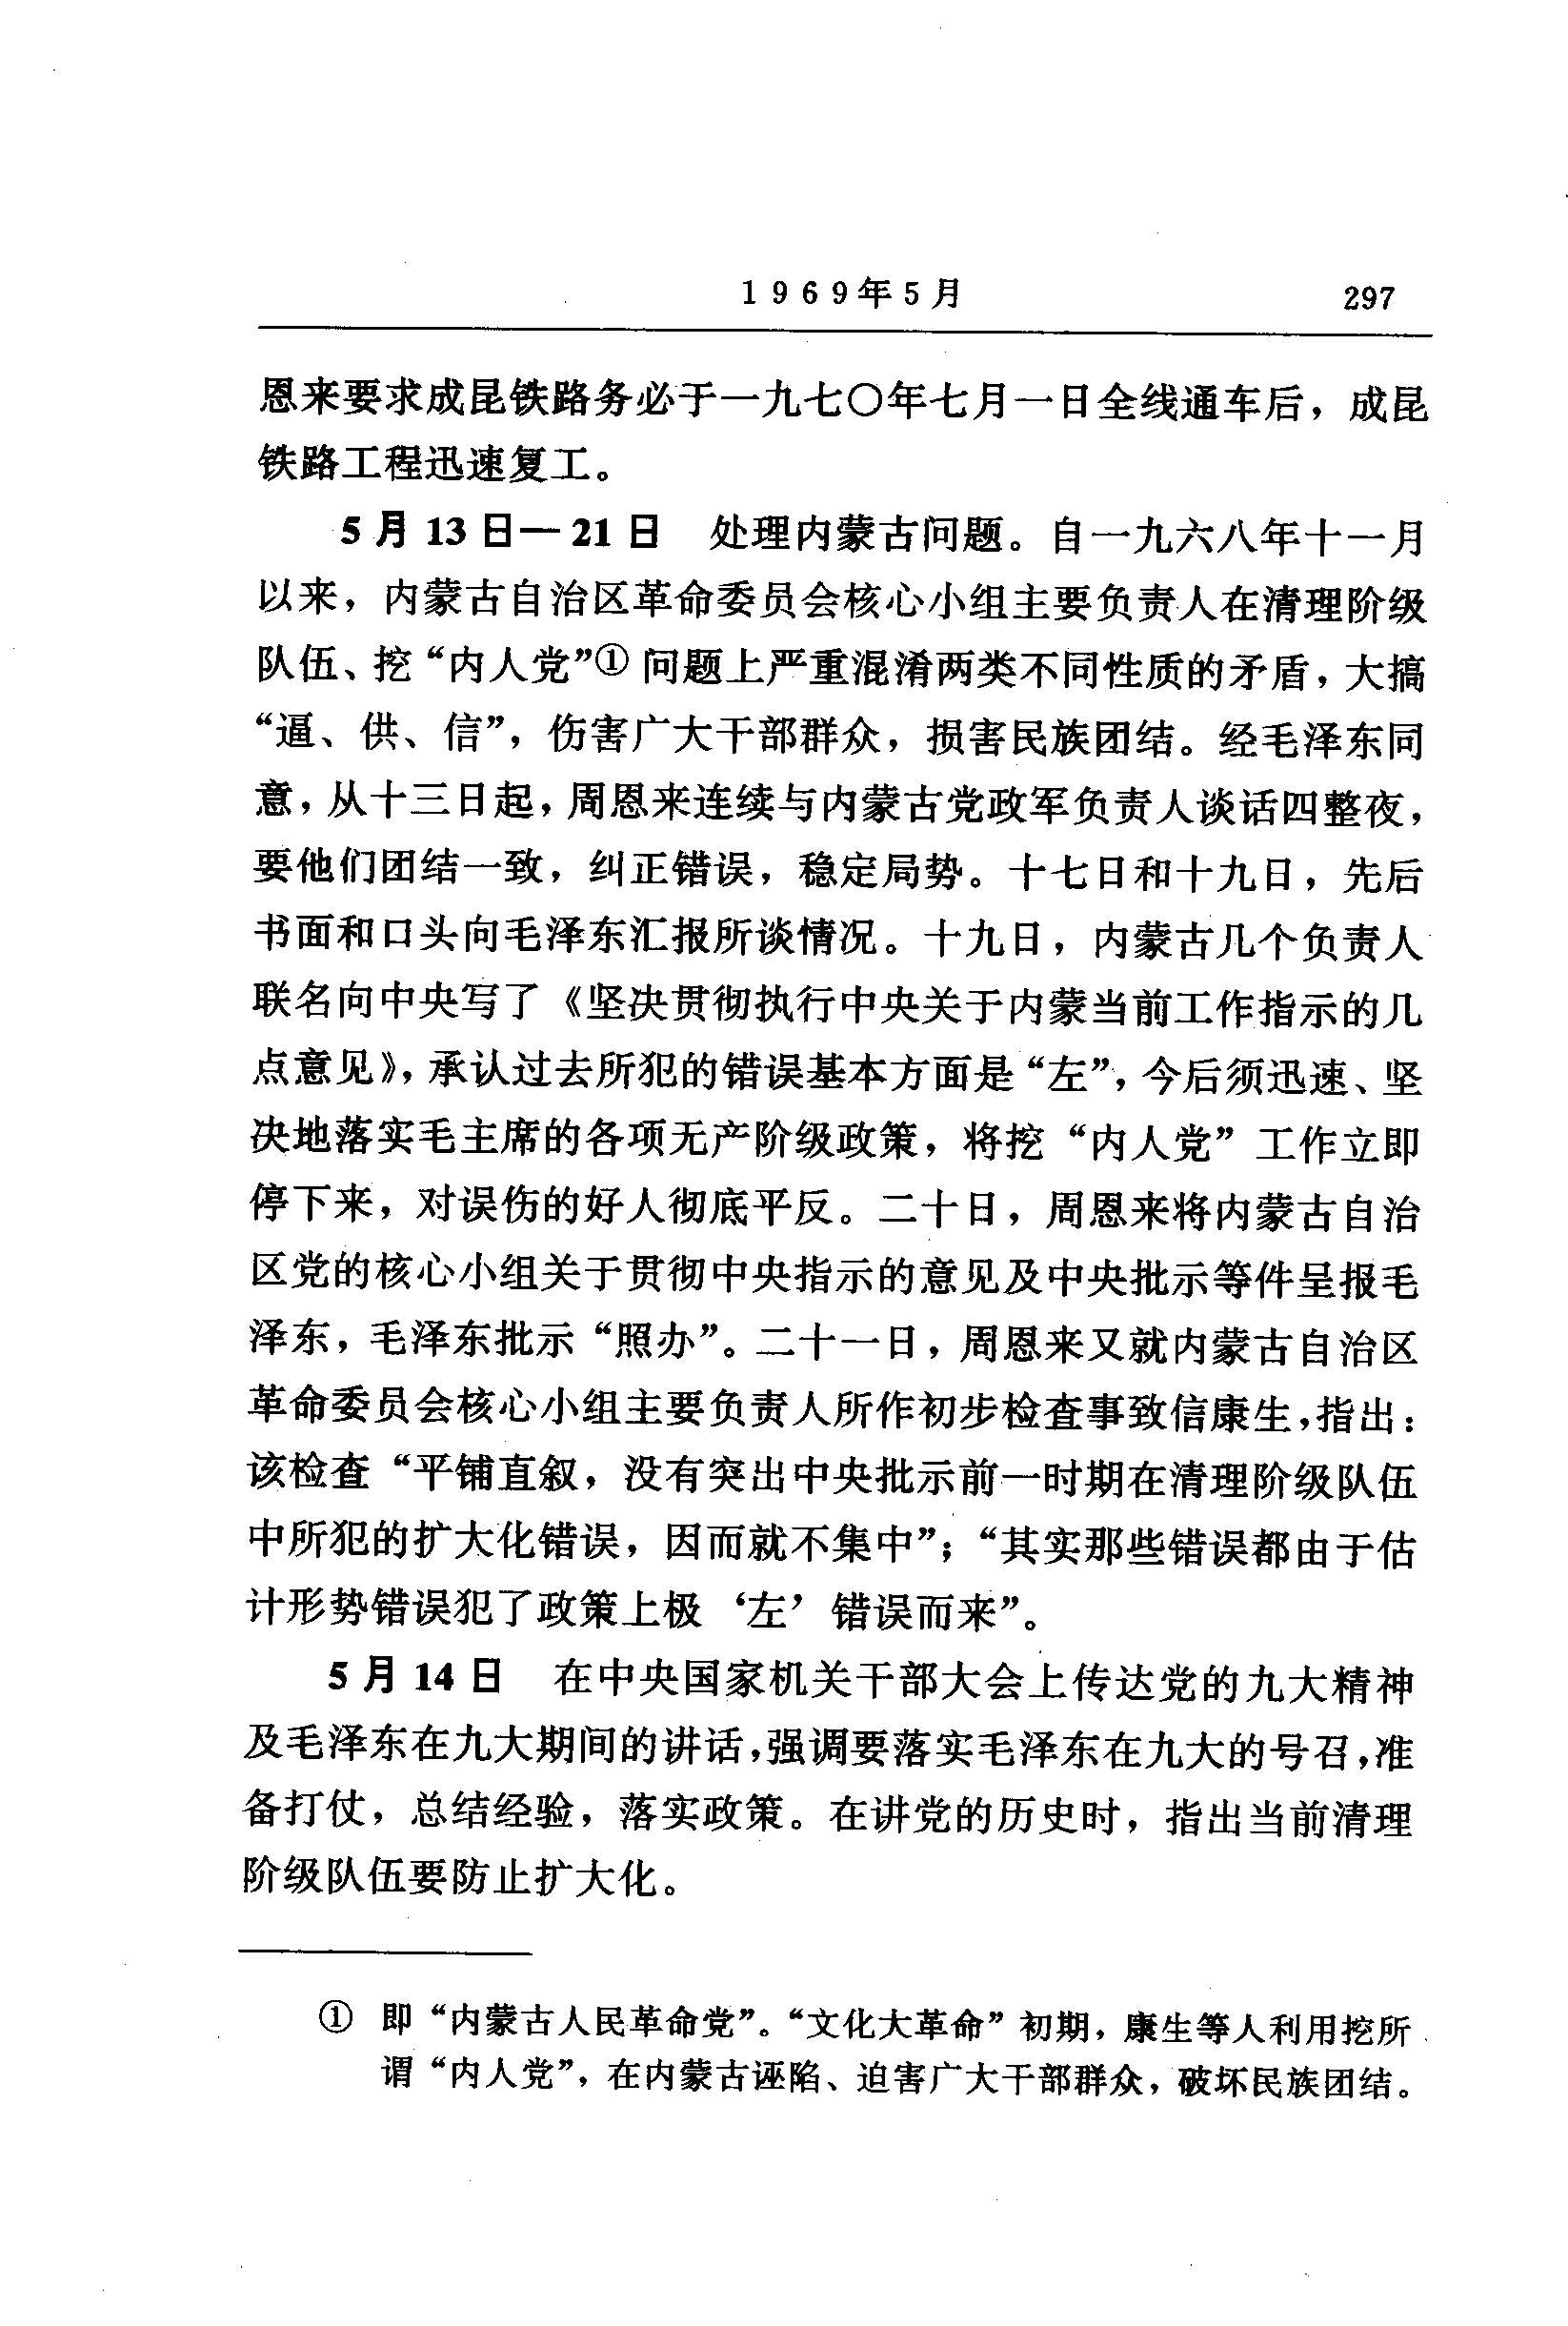 1969年5月 297
恩来要求成昆铁路务必于一九七〇年七月一日全线通车后，成昆
铁路工程迅速复工。
5月13日—21日 处理内蒙古问题。自一九六八年十一月
以来，内蒙古自治区革命委员会核心小组主要负责人在清理阶级
队伍、挖“内人党”①问题上严重混淆两类不同性质的矛盾，大搞
“逼、供、信”，伤害广大干部群众，损害民族团结。经毛泽东同
意，从十三日起，周恩来连续与内蒙古党政军负责人谈话四整夜，
要他们团结一致，纠正错误，稳定局势。十七日和十九日，先后
书面和口头向毛泽东汇报所谈情况。十九日，内蒙古几个负责人
联名向中央写了《坚决贯彻执行中央关于内蒙当前工作指示的几
点意见》，承认过去所犯的错误基本方面是“左”，今后须迅速、坚
决地落实毛主席的各项无产阶级政策，将挖“内人党”工作立即
停下来，对误伤的好人彻底平反。二十日，周恩来将内蒙古自治
区党的核心小组关于贯彻中央指示的意见及中央批示等件呈报毛
泽东，毛泽东批示“照办”。二十一日，周恩来又就内蒙古自治区
革命委员会核心小组主要负责人所作初步检查事致信康生，指出：
该检查“平铺直叙，没有突出中央批示前一时期在清理阶级队伍
中所犯的扩大化错误，因而就不集中”；“其实那些错误都由于估
计形势错误犯了政策上极‘左’错误而来”。
5月14日 在中央国家机关干部大会上传达党的九大精神
及毛泽东在九大期间的讲话，强调要落实毛泽东在九大的号召，准
备打仗，总结经验，落实政策。在讲党的历史时，指出当前清理
阶级队伍要防止扩大化。
① 即“内蒙古人民革命党”。“文化大革命”初期，康生等人利用挖所
谓“内人党”，在内蒙古诬陷、迫害广大干部群众，破坏民族团结。